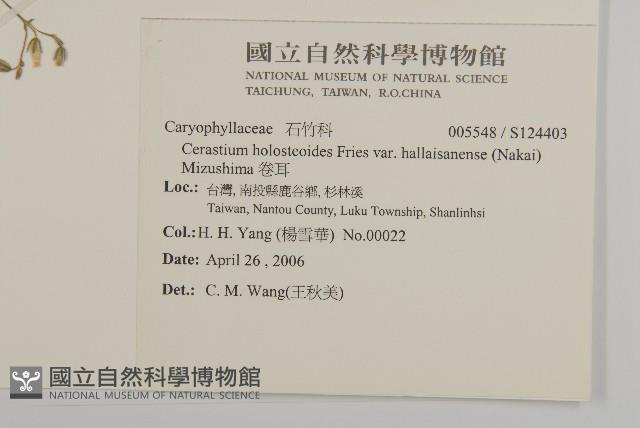 國立自然科學博物館
NATIONAL MUSEUM OF NATURAL SCIENCE
TAICHUNG, TAIWAN, R.O.CHINA
Caryophyllaceae 石竹科 005548 / S124403
Cerastium holosteoides Fries var. hallaisanense (Nakai)
Mizushima 卷耳
Loc.: 台灣, 南投縣鹿谷鄉, 杉林溪
Taiwan, Nantou County, Luku Township, Shanlinhsi
Col.: H. H. Yang (楊雪華) No.00022
Date: April 26 , 2006
Det.: C. M. Wang(王秋美)
國立自然科學博物館
NATIONAL MUSEUM OF NATURAL SCIENCE